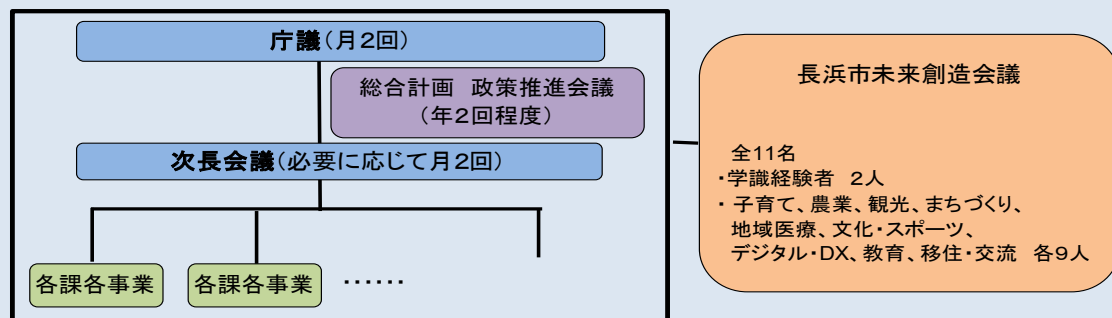 庁議(月2回)
総合計画 政策推進会議
(年2回程度)
次長会議(必要に応じて月2回)
各課各事業
各課各事業
……
長浜市未来創造会議
全11名
・学識経験者 2人
・子育て、農業、観光、まちづくり、
地域医療、文化・スポーツ、
デジタル・DX、教育、移住・交流 各9人